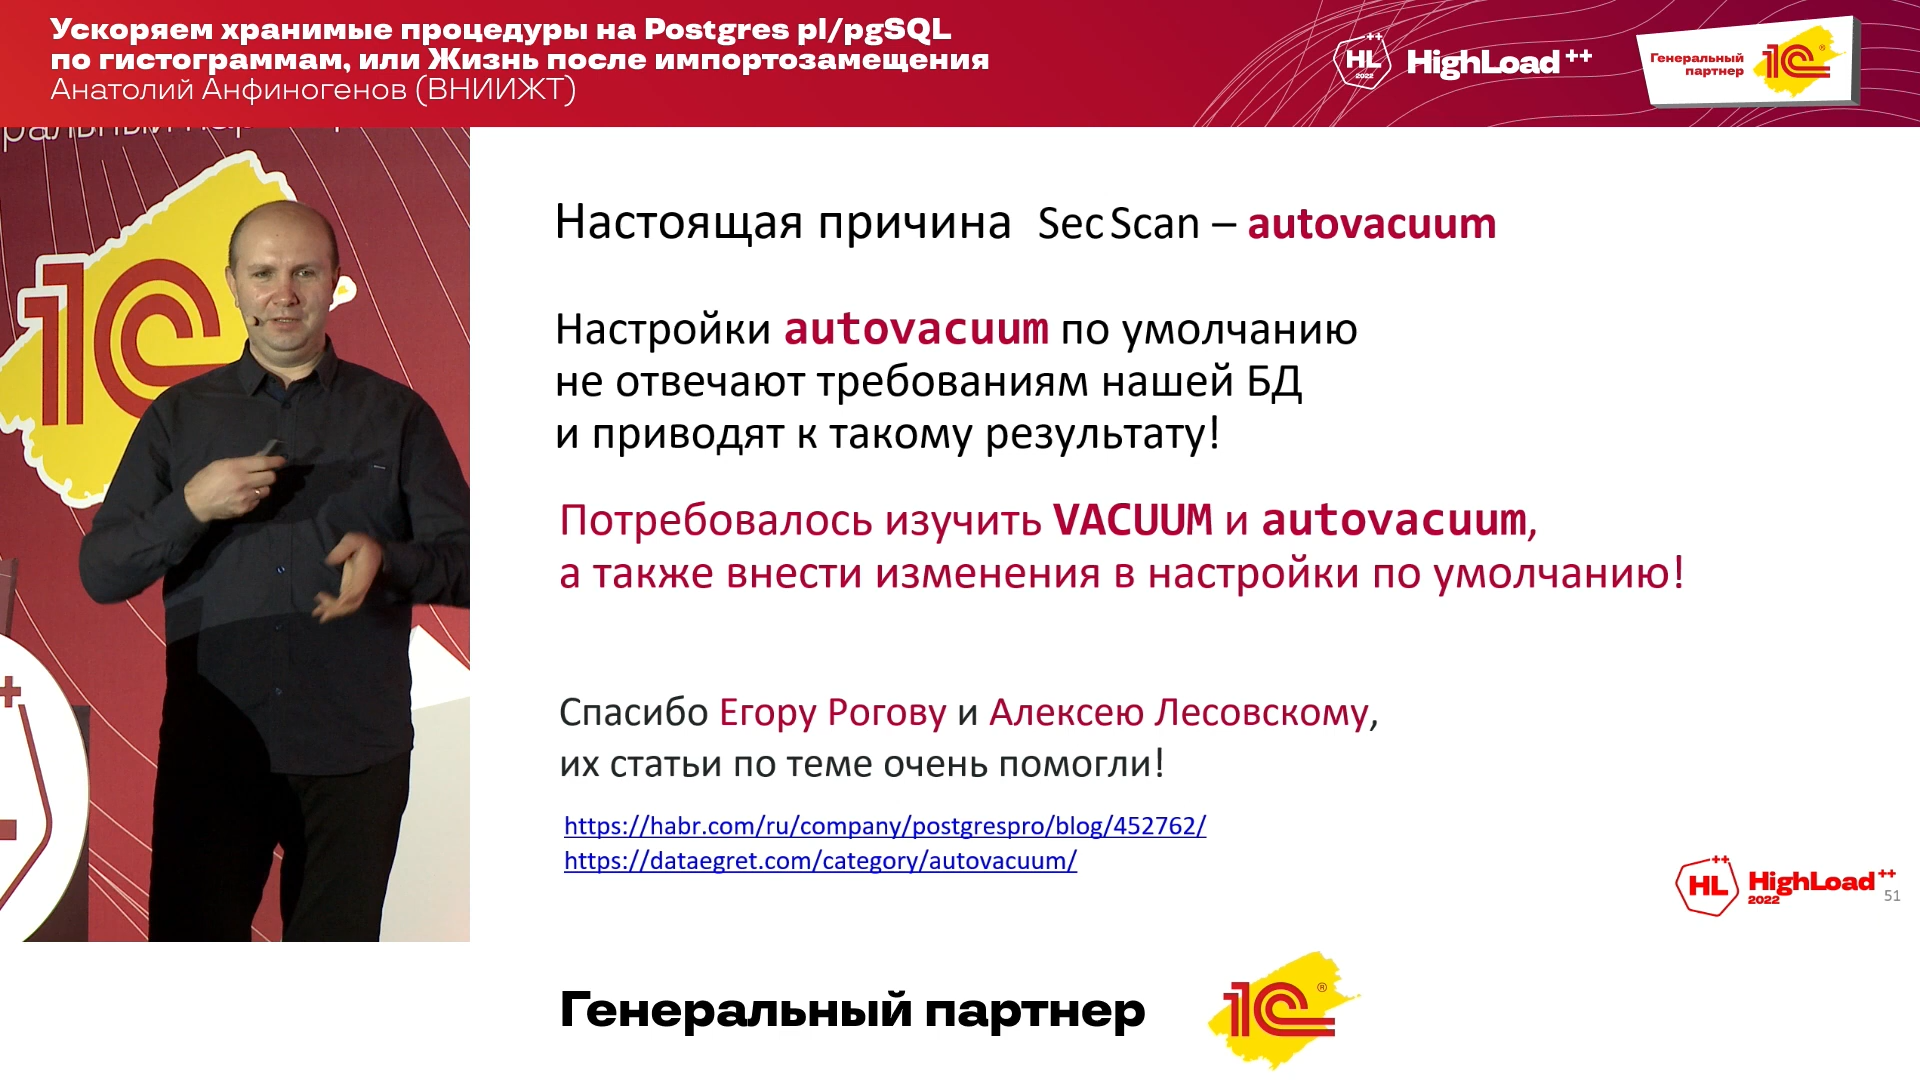 Ускоряем хранимые процедуры на Postgres pl/pgSQL
по гистограммам, или Жизнь после импортозамещения
Анатолий Анфиногенов (ВНИИЖТ)
HL
2022
HighLoad++
Генеральный
партнер
1С®
1С
Настоящая причина SecScan – autovacuum
Настройки autovacuum по умолчанию
не отвечают требованиям нашей БД
и приводят к такому результату!
Потребовалось изучить VACUUM и autovacuum,
а также внести изменения в настройки по умолчанию!
Спасибо Егору Рогову и Алексею Лесовскому,
их статьи по теме очень помогли!
https://habr.com/ru/company/postgrespro/blog/452762/
https://dataegret.com/category/autovacuum/
HL++
HighLoad++
2022
51
Генеральный партнер
1С®